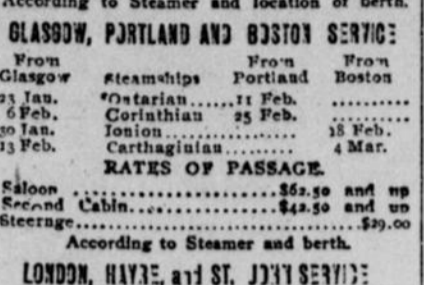 According to Steamer and location of berth.
GLASGOW, PORTLAND AND BOSTON SERVICE
From From From
Glasgow Steamships Portland Boston
23 Jan. *Ontarian......11 Feb. ..........
6 Feb. Corinthian 25 Feb. ..........
30 Jan. Ionion................ 18 Feb.
13 Feb. Carthaginian......... 4 Mar.
RATES OF PASSAGE.
Saloon ......................$62.50 and up
Second Cabin.................$42.50 and up
Steerage..............................$29.00
According to Steamer and berth.
LONDON, HAVRE, and ST. JOHN SERVICE